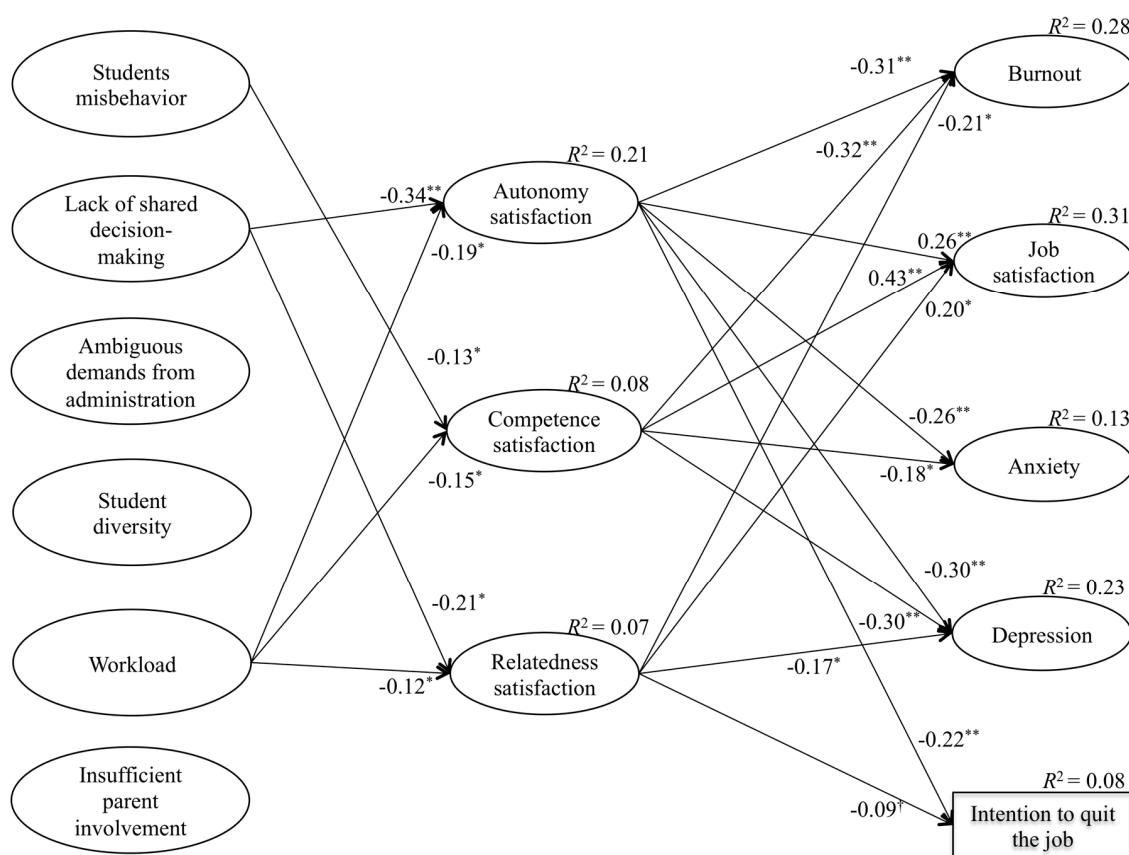 Students
misbehavior
Lack of shared
decision-
making
Ambiguous
demands from
administration
Student
diversity
Workload
Insufficient
parent
involvement
-0.34**
-0.19*
-0.13*
-0.15*
-0.21*
-0.12*
R² = 0.21
Autonomy
satisfaction
R² = 0.08
Competence
satisfaction
R² = 0.07
Relatedness
satisfaction
-0.31**
-0.32**
-0.21*
0.26**
0.43**
0.20*
-0.26**
-0.18*
-0.30**
-0.30**
-0.17*
-0.22**
-0.09†
R² = 0.28
Burnout
R² = 0.31
Job
satisfaction
R² = 0.13
Anxiety
R² = 0.23
Depression
R² = 0.08
Intention to quit
the job